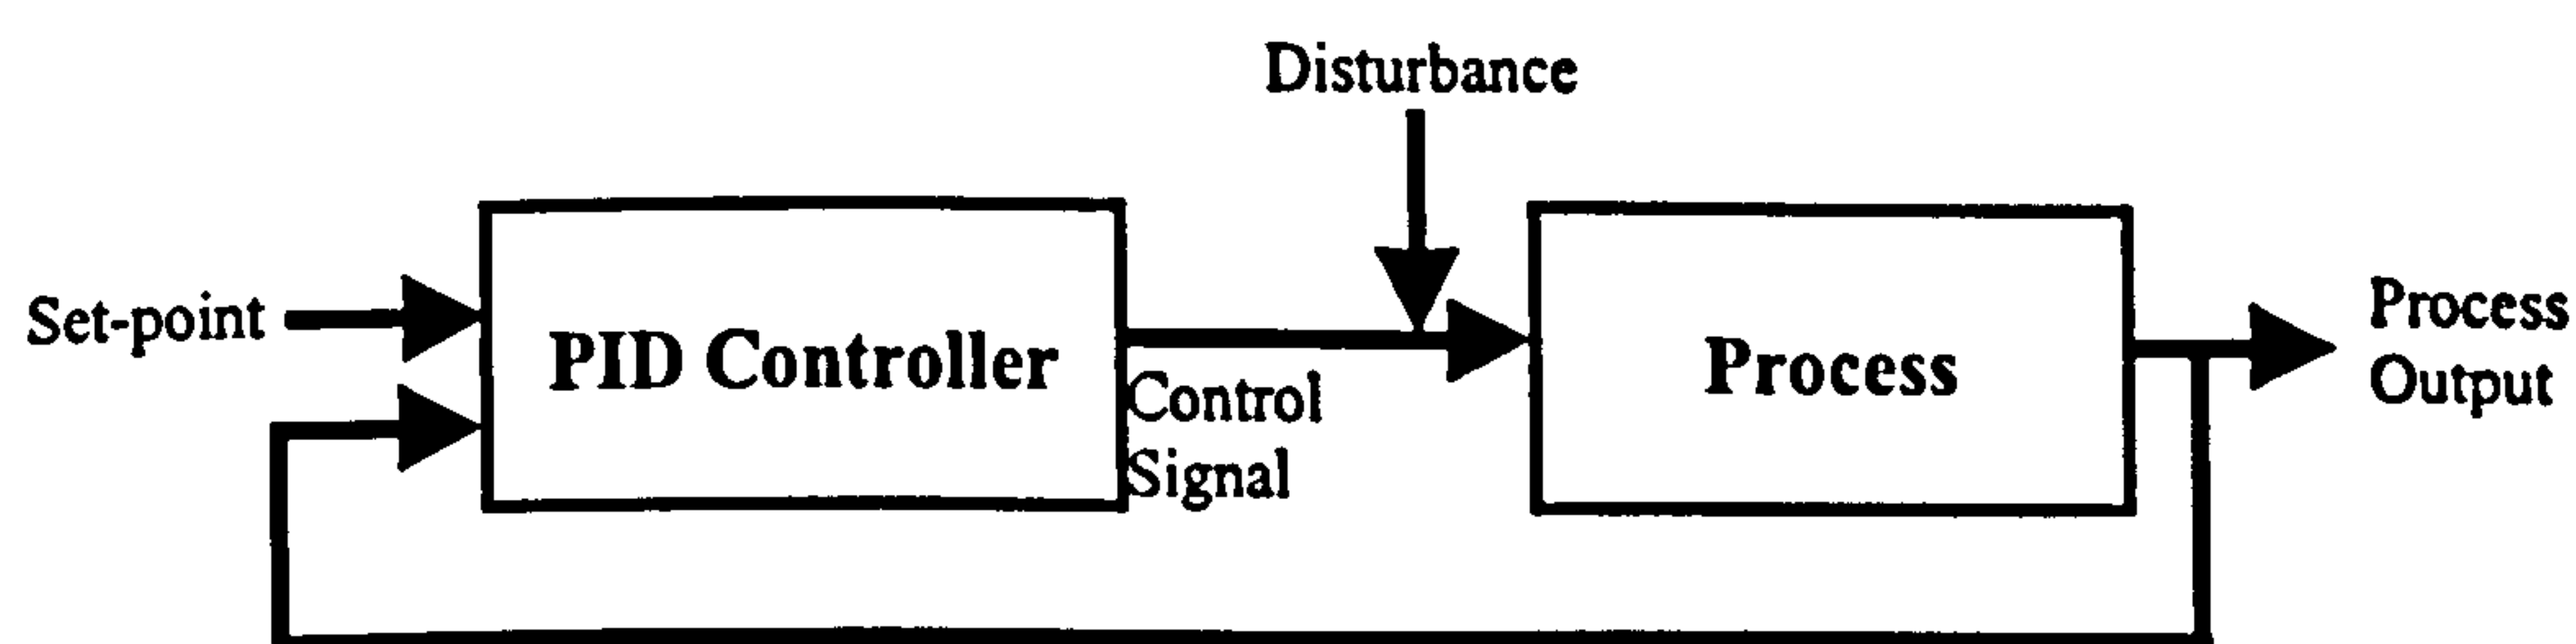 Disturbance
Set-point
PID Controller
Control
Signal
Process
Process
Output